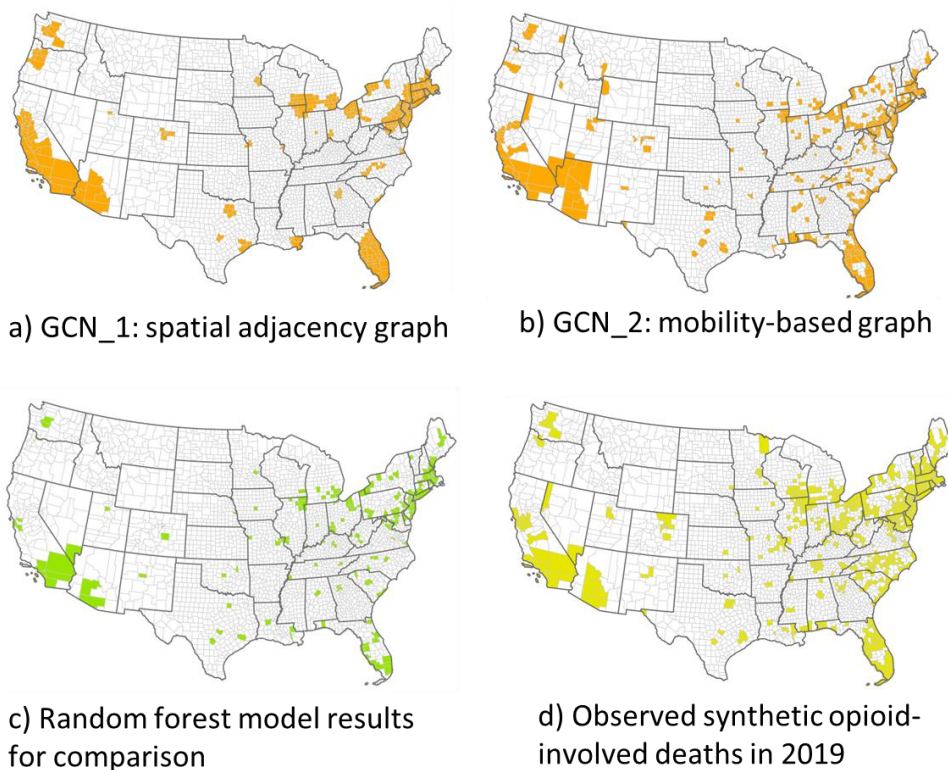 a) GCN_1: spatial adjacency graph
b) GCN_2: mobility-based graph
c) Random forest model results
for comparison
d) Observed synthetic opioid-
involved deaths in 2019